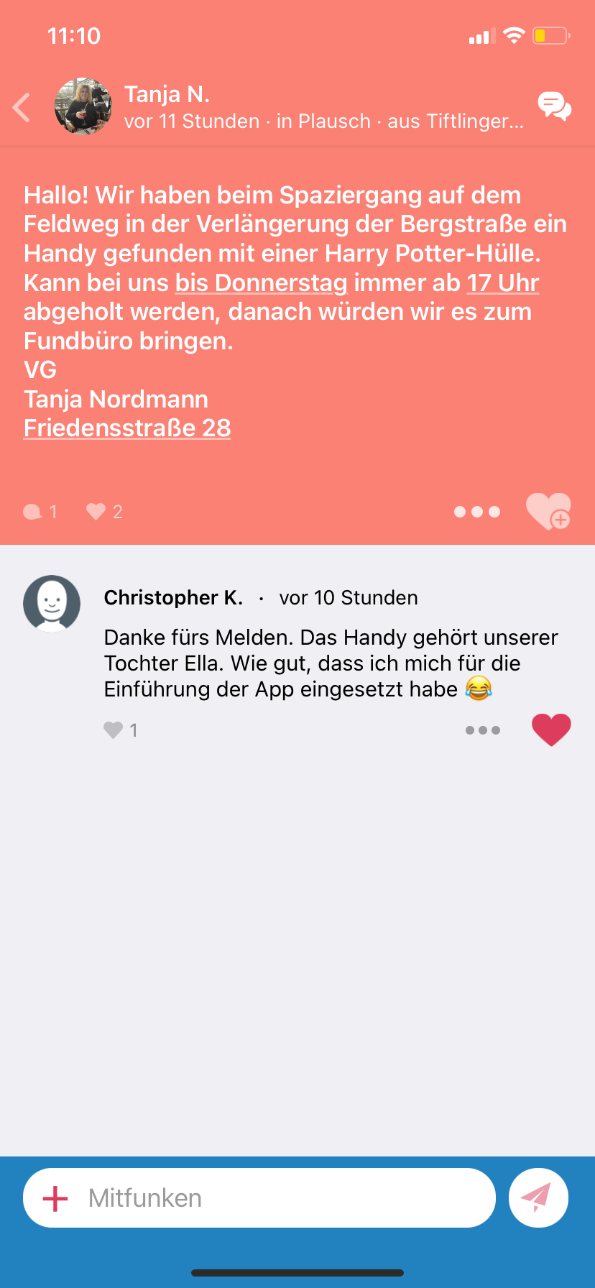 11:10
Tanja N.
vor 11 Stunden · in Plausch · aus Tiftlinger...
Hallo! Wir haben beim Spaziergang auf dem
Feldweg in der Verlängerung der Bergstraße ein
Handy gefunden mit einer Harry Potter-Hülle.
Kann bei uns bis Donnerstag immer ab 17 Uhr
abgeholt werden, danach würden wir es zum
Fundbüro bringen.
VG
Tanja Nordmann
Friedensstraße 28
1 2
Christopher K. · vor 10 Stunden
Danke fürs Melden. Das Handy gehört unserer
Tochter Ella. Wie gut, dass ich mich für die
Einführung der App eingesetzt habe 😂
1
Mitfunken